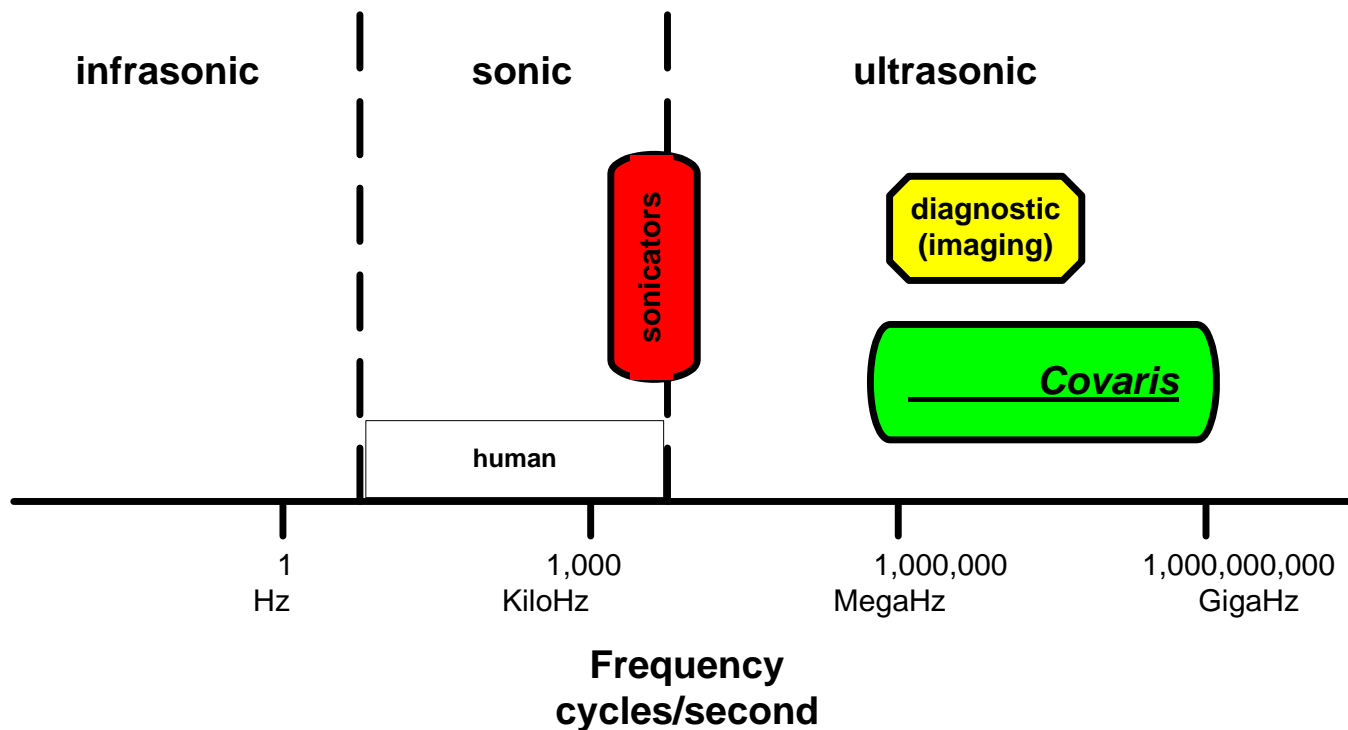 infrasonic
sonic
ultrasonic
sonicators
diagnostic
(imaging)
Covaris
human
1
1,000
1,000,000
1,000,000,000
Hz
KiloHz
MegaHz
GigaHz
Frequency
cycles/second